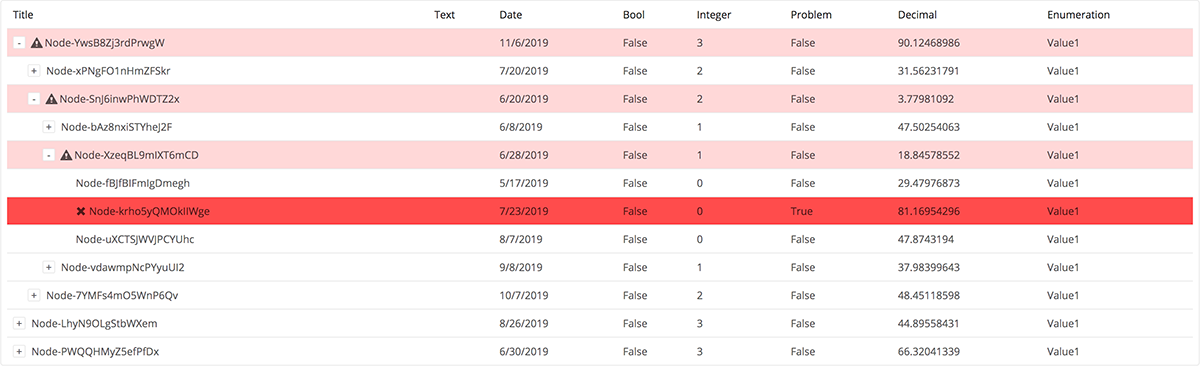 Title Text Date Bool Integer Problem Decimal Enumeration
- Node-YwsB8Zj3rdPrwgW 11/6/2019 False 3 False 90.12468986 Value1
+ Node-xPNgFO1nHmZFSkr 7/20/2019 False 2 False 31.56231791 Value1
- Node-SnJ6inwPhWDTZ2x 6/20/2019 False 2 False 3.77981092 Value1
+ Node-bAz8nxiSTYheJ2F 6/8/2019 False 1 False 47.50254063 Value1
- Node-XzeqBL9mIXT6mCD 6/28/2019 False 1 False 18.84578552 Value1
Node-fBJfBIFmIgDmegh 5/17/2019 False 0 False 29.47976873 Value1
Node-krho5yQMOkIIWge 7/23/2019 False 0 True 81.16954296 Value1
Node-uXCTSJWVJPCYUhc 8/7/2019 False 0 False 47.8743194 Value1
+ Node-vdawmpNcPYyuUI2 9/8/2019 False 1 False 37.98399643 Value1
+ Node-7YMFs4mO5WnP6Qv 10/7/2019 False 2 False 48.45118598 Value1
+ Node-LhyN9OLgStbWXem 8/26/2019 False 3 False 44.89558431 Value1
+ Node-PWQQHMyZ5efPfDx 6/30/2019 False 3 False 66.32041339 Value1